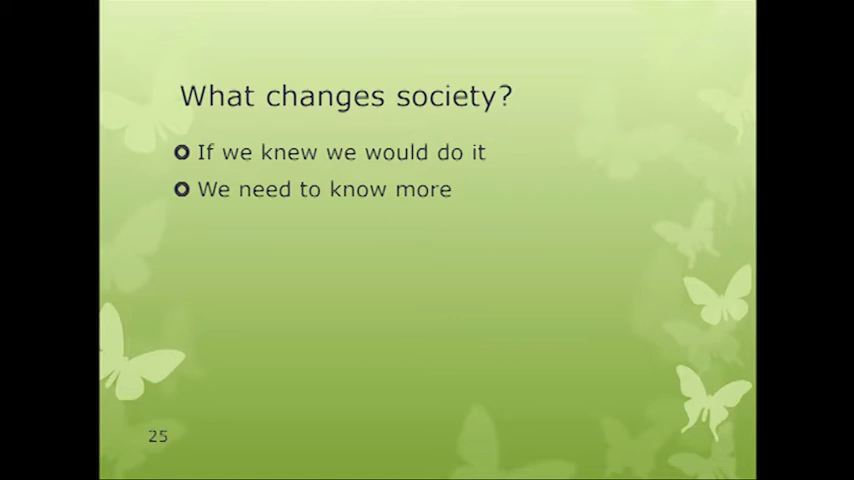 What changes society?
If we knew we would do it
We need to know more
25